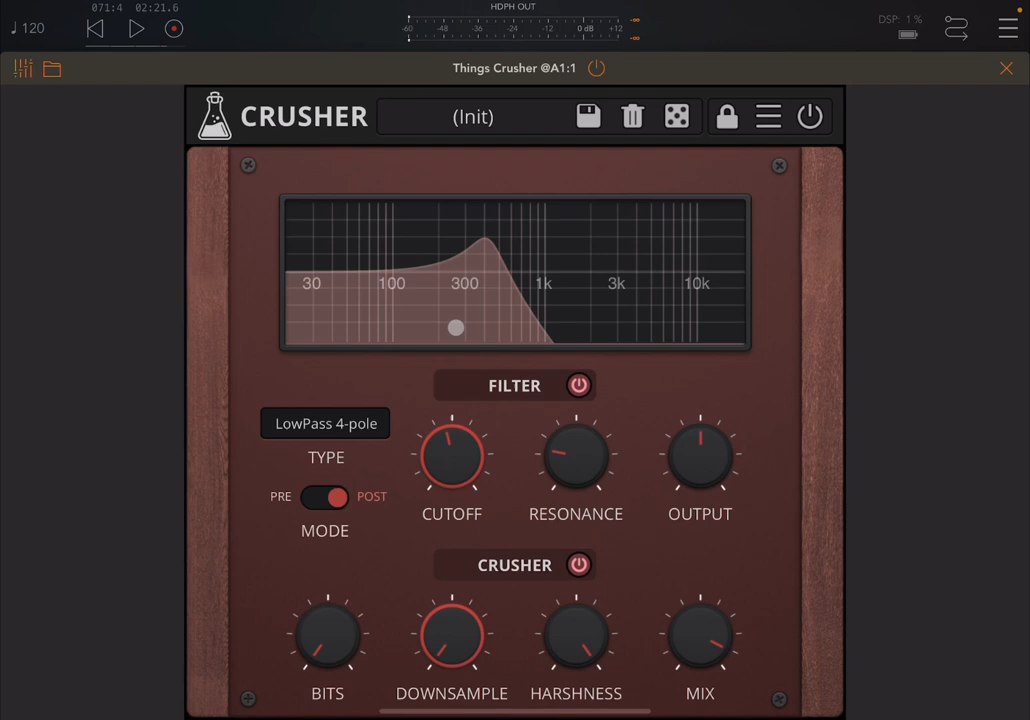 ♩120
071:4 02:21.6
HDPH OUT
-60 -48 -36 -24 -12 0 dB +12
-∞
-∞
DSP: 1 %
Things Crusher @A1:1
CRUSHER
(Init)
30 100 300 1k 3k 10k
FILTER
LowPass 4-pole
TYPE
PRE POST
MODE
CUTOFF RESONANCE OUTPUT
CRUSHER
BITS DOWNSAMPLE HARSHNESS MIX